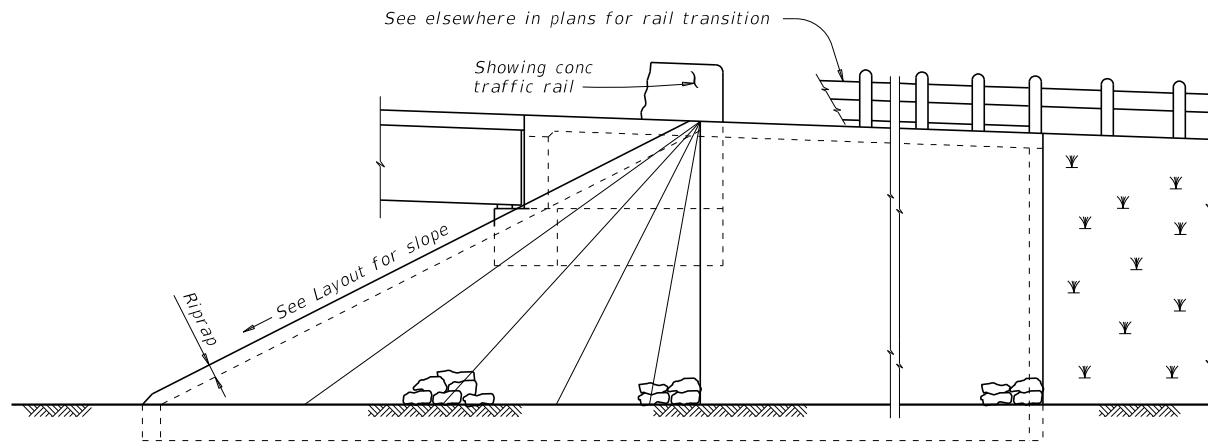 See elsewhere in plans for rail transition
Showing conc
traffic rail
See Layout for slope
Riprap